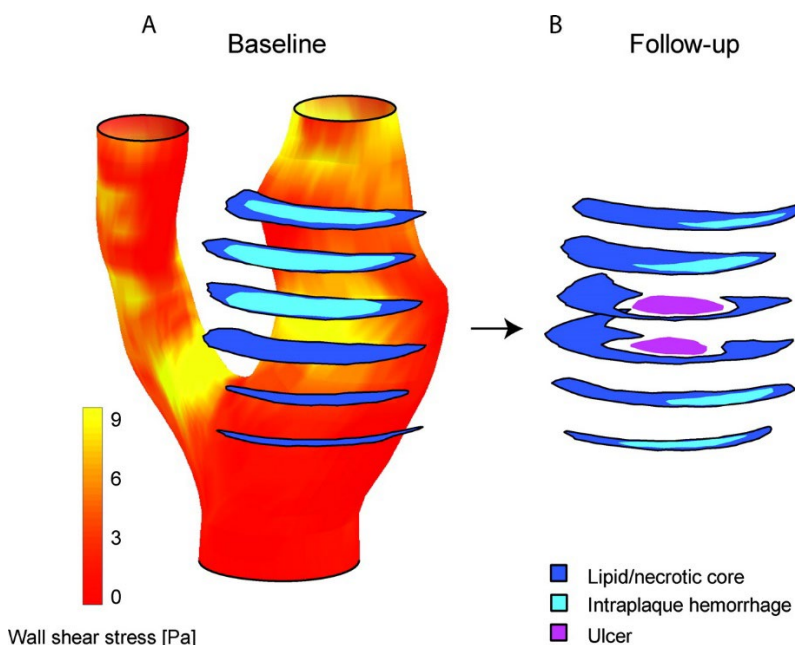 A
Baseline
B
Follow-up
9
6
3
0
Wall shear stress [Pa]
Lipid/necrotic core
Intraplaque hemorrhage
Ulcer